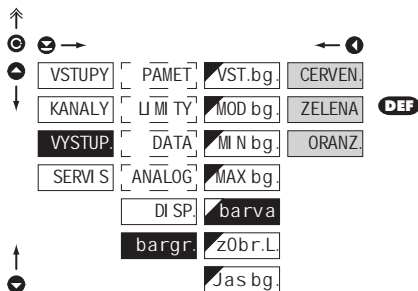 VSTUPY PAMET VST.bg. CERVEN.
KANALY LIMITY MOD bg. ZELENA DEF
VYSTUP. DATA MIN bg. ORANZ.
SERVIS ANALOG MAX bg.
DISP. barva
bargr. zObr.L.
Jas bg.